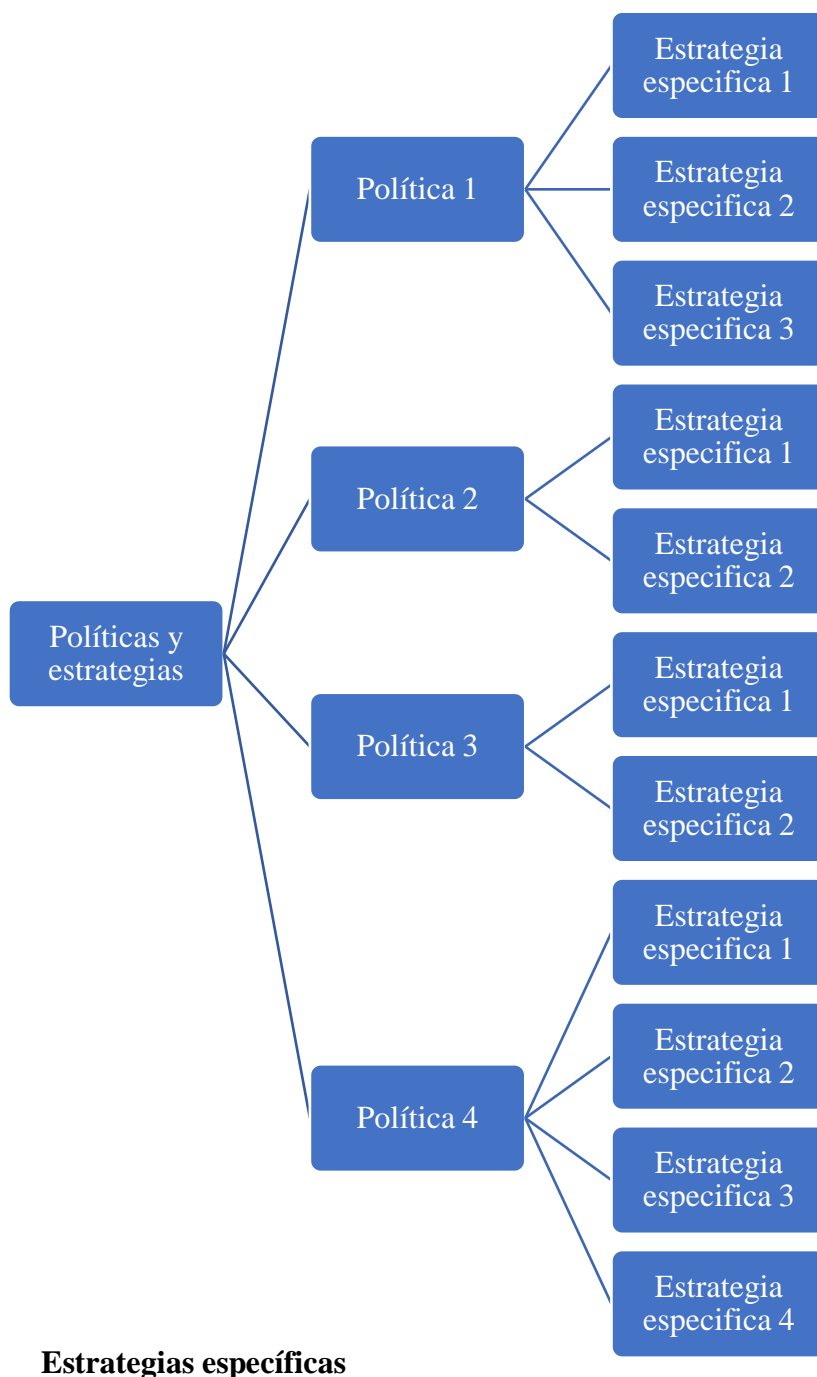 Políticas y
estrategias
Política 1
Estrategia
especifica 1
Estrategia
especifica 2
Estrategia
especifica 3
Política 2
Estrategia
especifica 1
Estrategia
especifica 2
Política 3
Estrategia
especifica 1
Estrategia
especifica 2
Política 4
Estrategia
especifica 1
Estrategia
especifica 2
Estrategia
especifica 3
Estrategia
especifica 4
Estrategias específicas